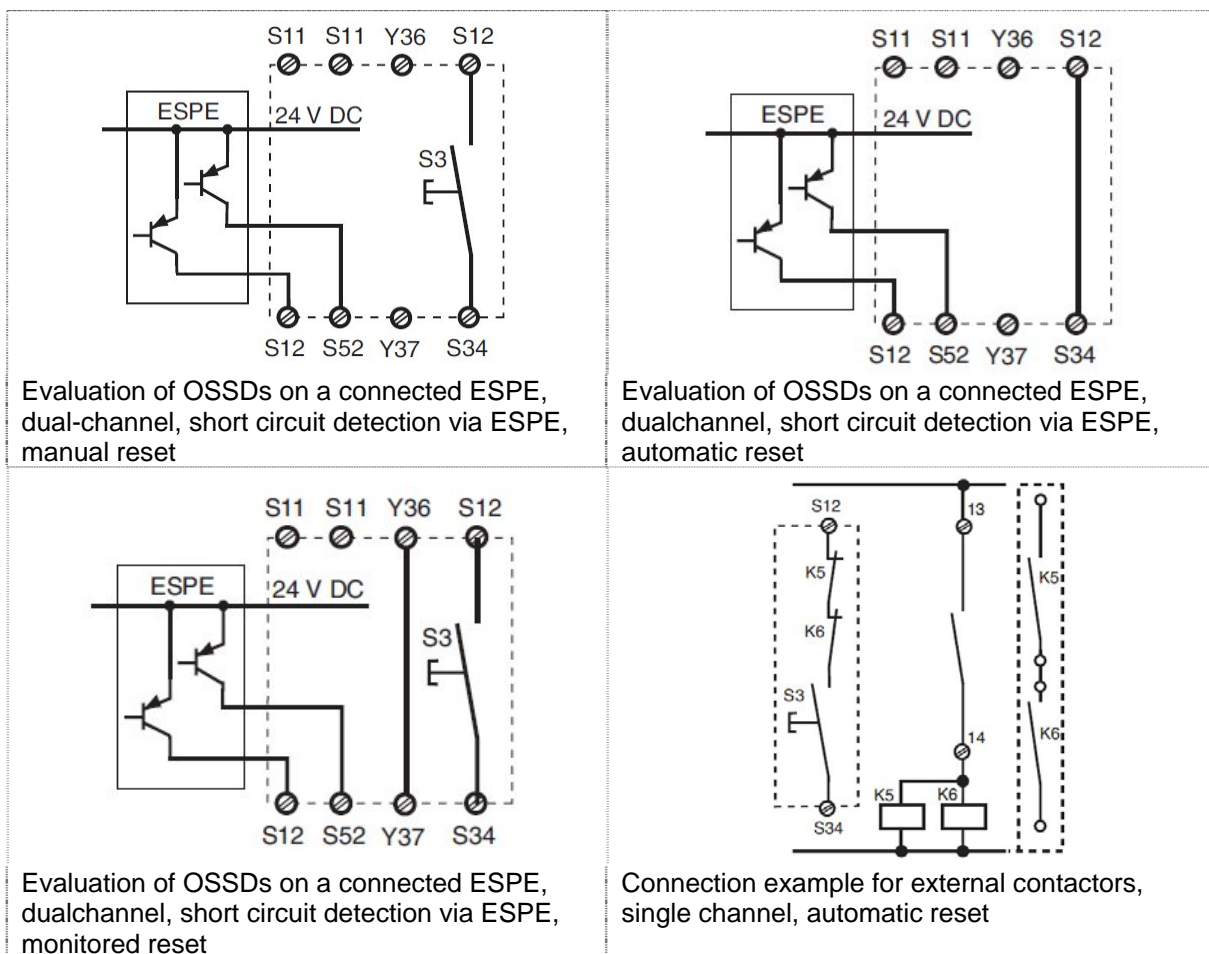 S11 S11 Y36 S12
ESPE
24 V DC
S3
S12 S52 Y37 S34
Evaluation of OSSDs on a connected ESPE,
dual-channel, short circuit detection via ESPE,
manual reset
S11 S11 Y36 S12
ESPE
24 V DC
S12 S52 Y37 S34
Evaluation of OSSDs on a connected ESPE,
dualchannel, short circuit detection via ESPE,
automatic reset
S11 S11 Y36 S12
ESPE
24 V DC
S3
S12 S52 Y37 S34
Evaluation of OSSDs on a connected ESPE,
dualchannel, short circuit detection via ESPE,
monitored reset
S12
13
K5
K5
K6
S3
14
K6
K5
K6
S34
Connection example for external contactors,
single channel, automatic reset